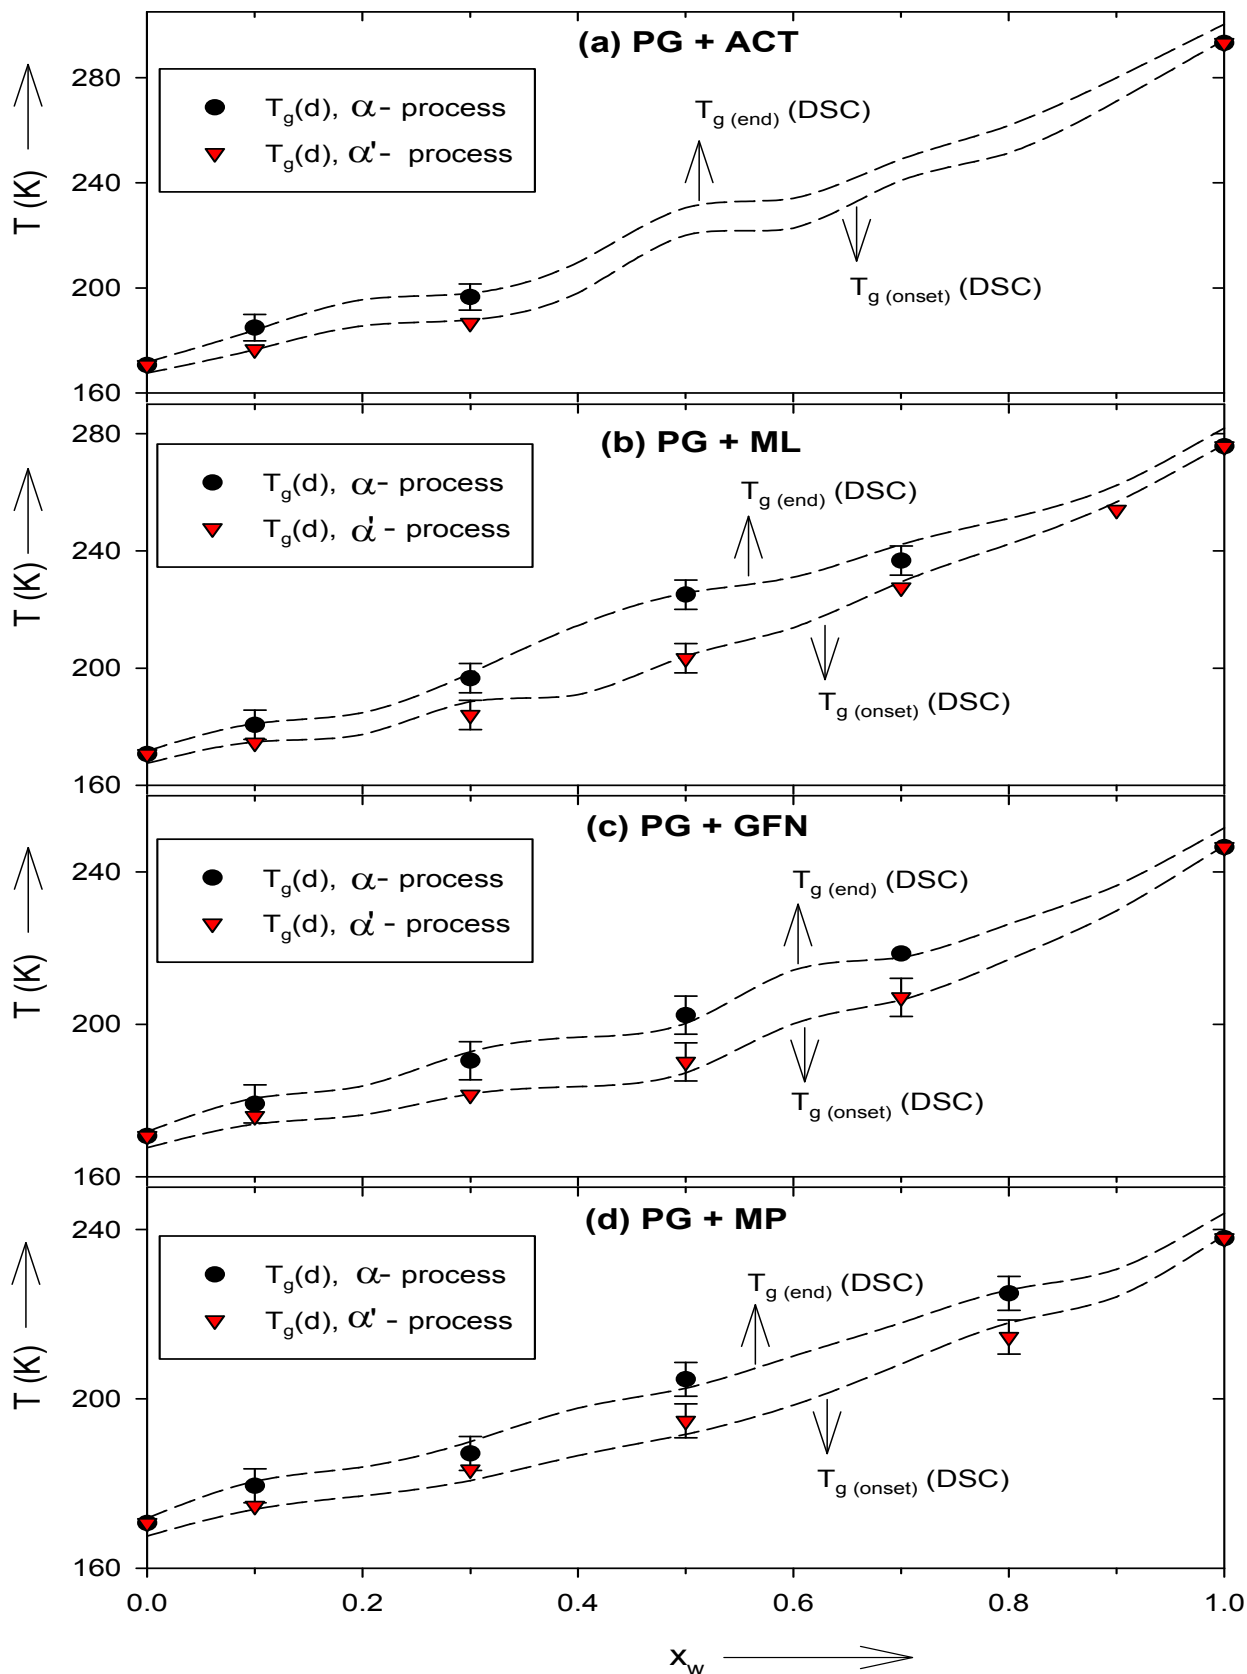 (a) PG + ACT
T (K)
280
240
200
160
Tg(d), α- process
Tg(d), α'- process
Tg (end) (DSC)
Tg (onset) (DSC)
(b) PG + ML
T (K)
280
240
200
160
Tg(d), α- process
Tg(d), α'- process
Tg (end) (DSC)
Tg (onset) (DSC)
(c) PG + GFN
T (K)
240
200
160
Tg(d), α- process
Tg(d), α'- process
Tg (end) (DSC)
Tg (onset) (DSC)
(d) PG + MP
T (K)
240
200
160
Tg(d), α- process
Tg(d), α'- process
Tg (end) (DSC)
Tg (onset) (DSC)
0.0 0.2 0.4 0.6 0.8 1.0
xw